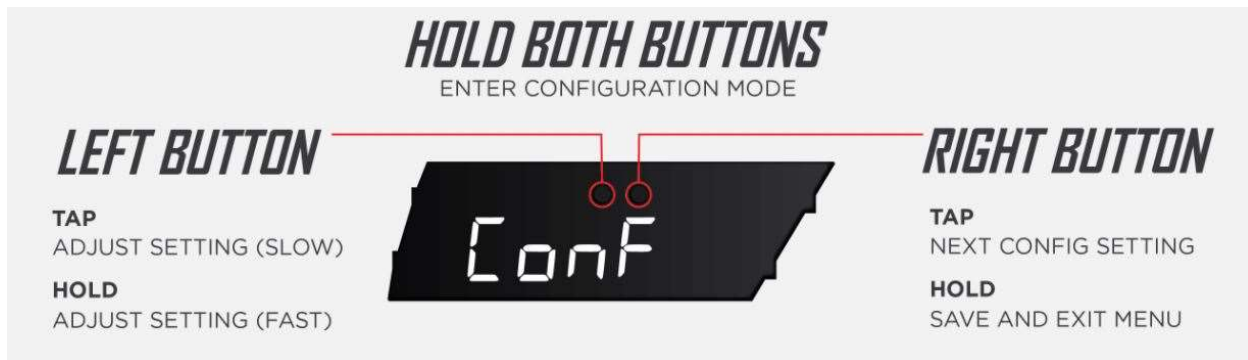 HOLD BOTH BUTTONS
ENTER CONFIGURATION MODE
LEFT BUTTON
TAP
ADJUST SETTING (SLOW)
HOLD
ADJUST SETTING (FAST)
ConF
RIGHT BUTTON
TAP
NEXT CONFIG SETTING
HOLD
SAVE AND EXIT MENU